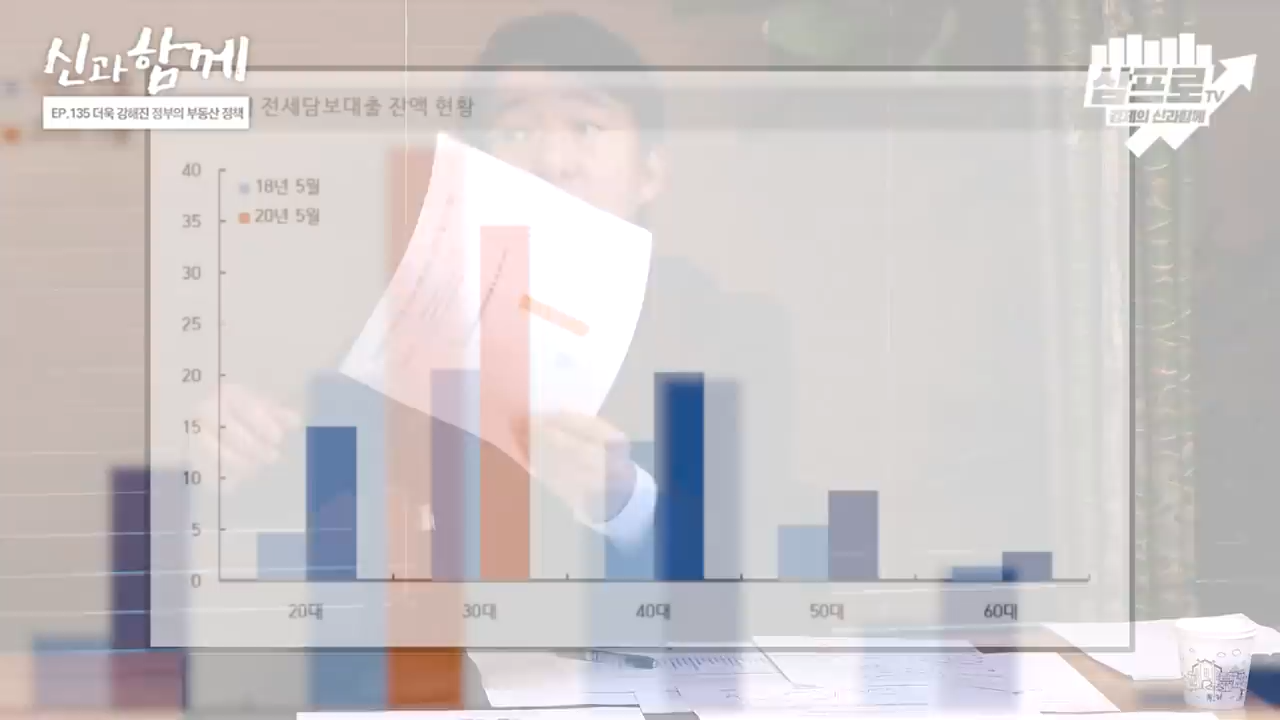 신과함께
EP.135 더욱 강해진 정부의 부동산 정책
삼프로TV
경제의 신과함께
전세담보대출 잔액 현황
18년 5월
20년 5월
40
35
30
25
20
15
10
5
0
20대 30대 40대 50대 60대